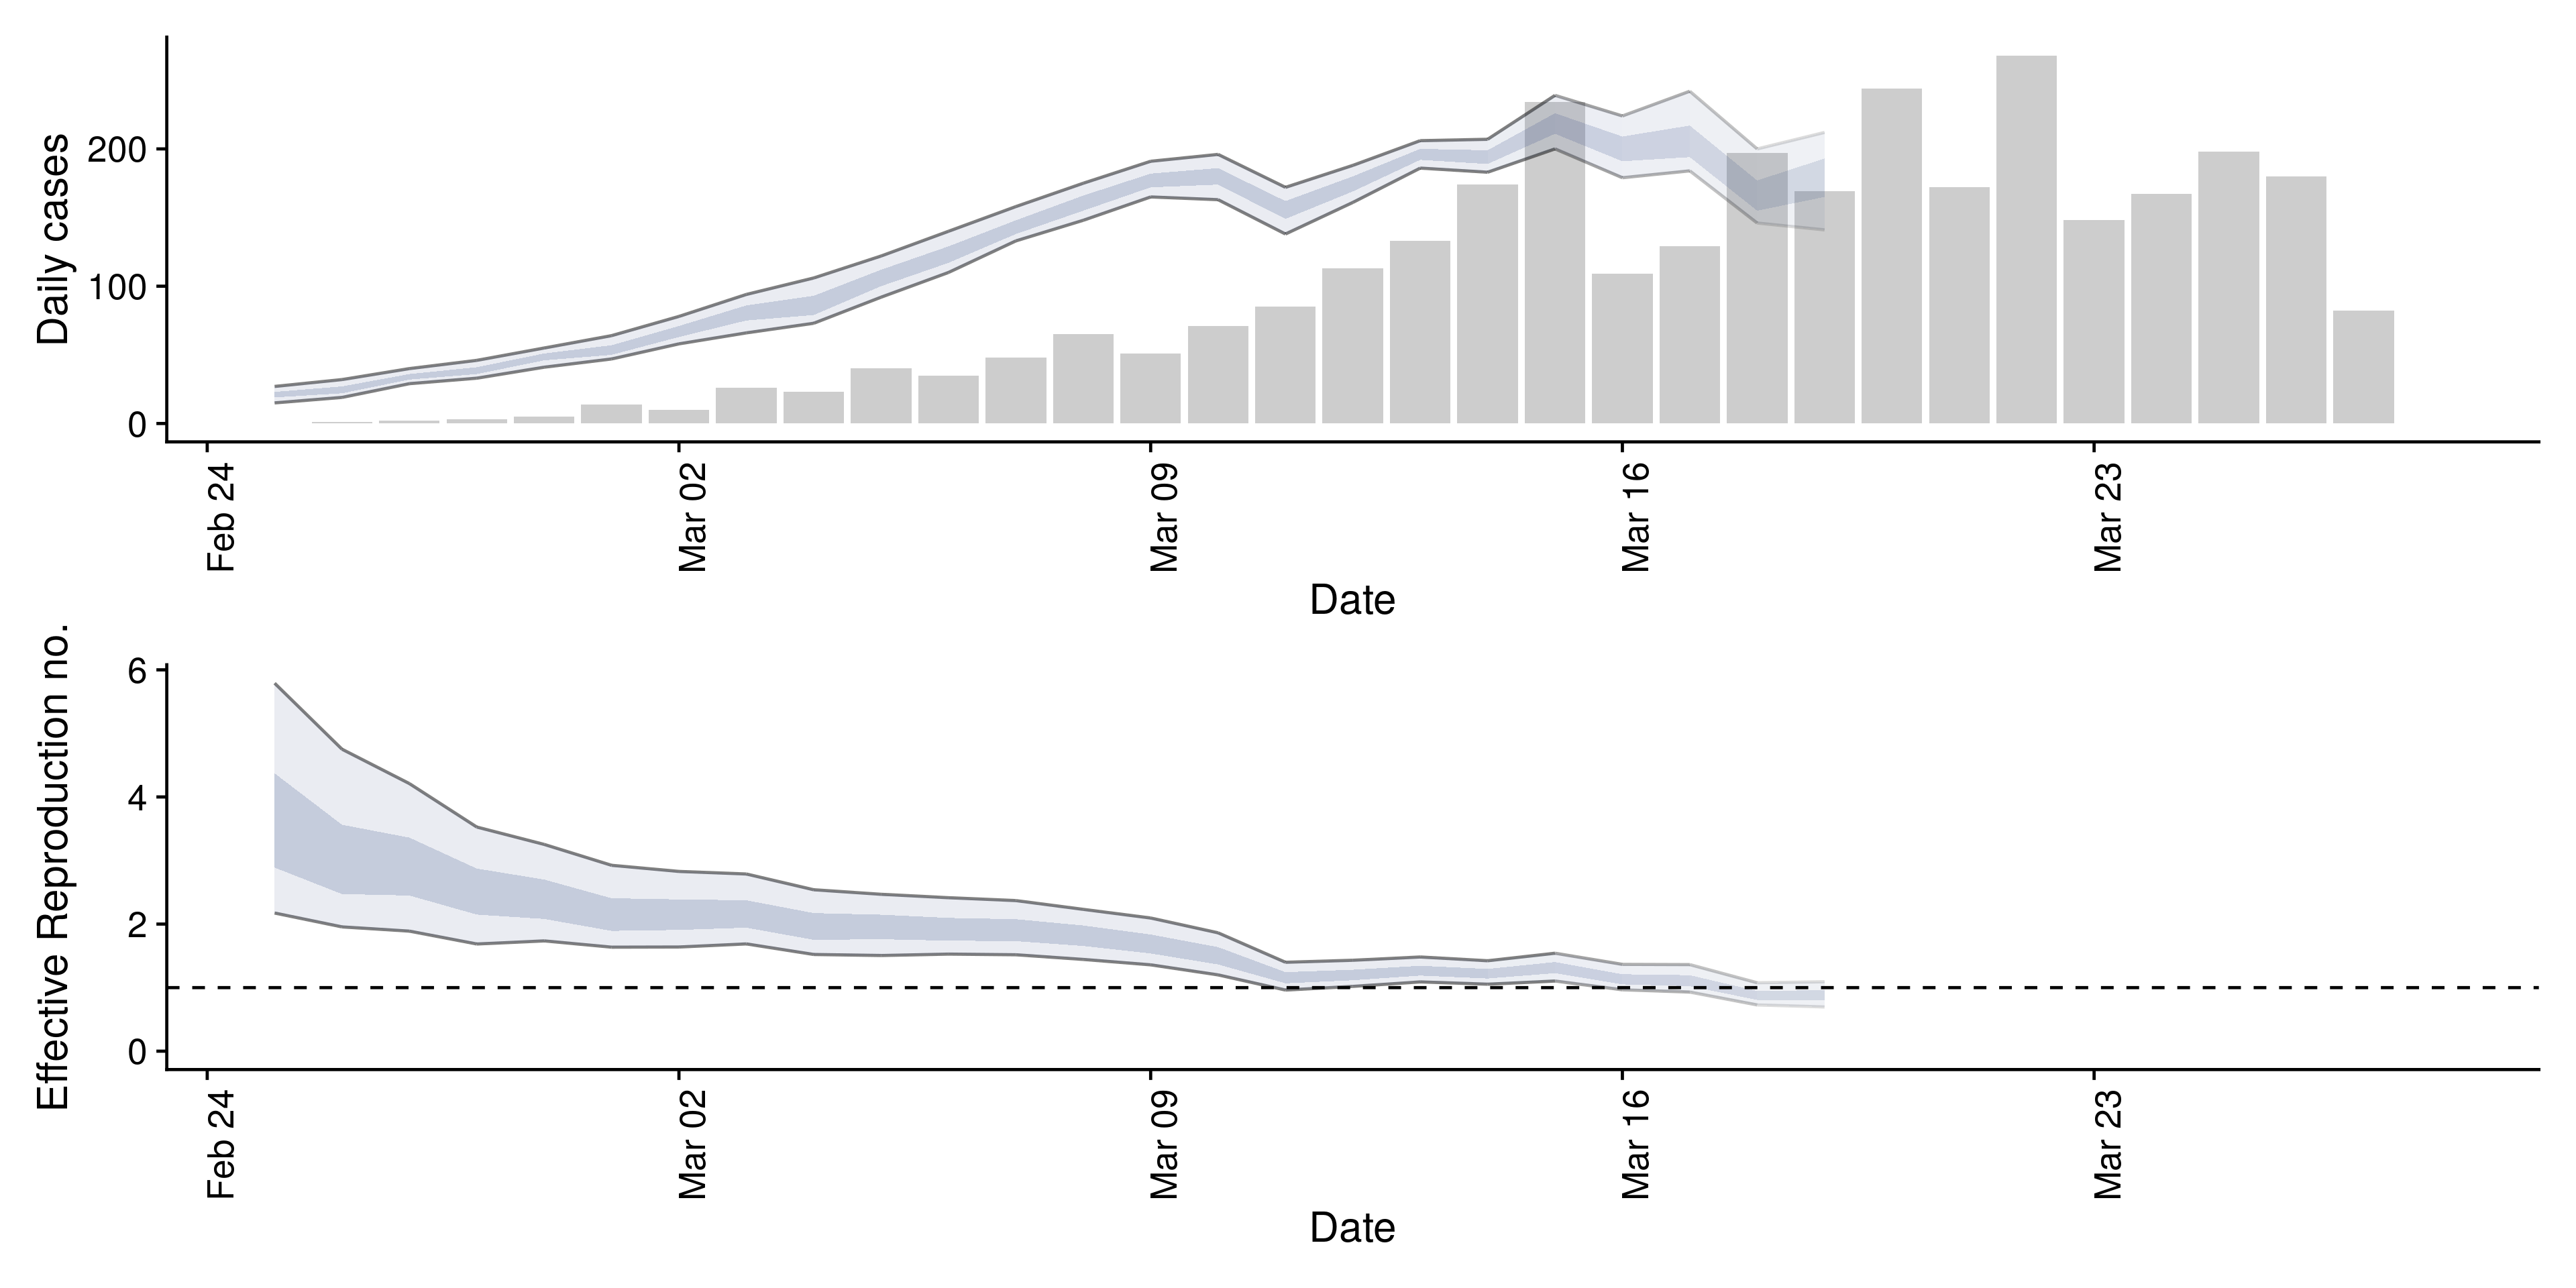 Daily cases
200
100
0
Feb 24
Mar 02
Mar 09
Mar 16
Mar 23
Date
Effective Reproduction no.
6
4
2
0
Feb 24
Mar 02
Mar 09
Mar 16
Mar 23
Date